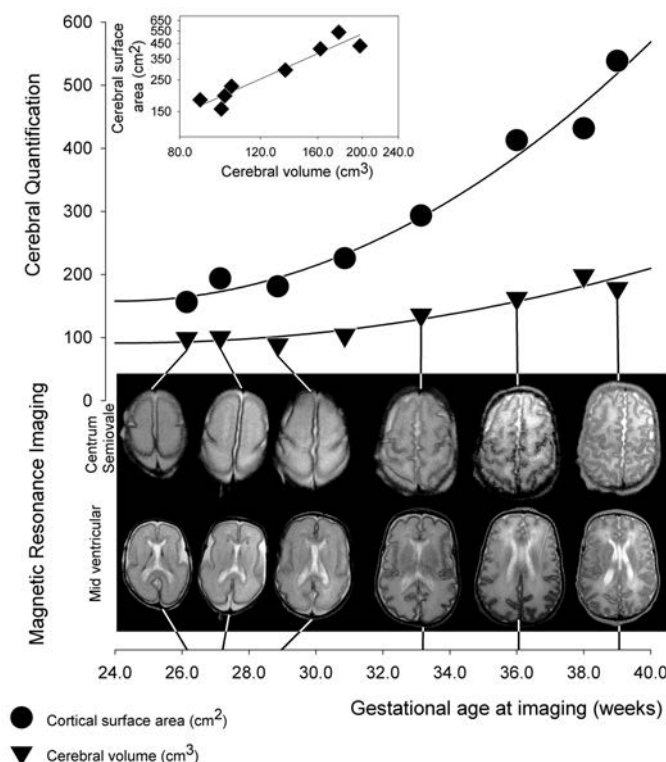 650
550
450
350
250
150
Cerebral surface
area (cm2)
80.0 120.0 160.0 200.0 240.0
Cerebral volume (cm3)
600
500
400
300
200
100
0
Cerebral Quantification
Magnetic Resonance Imaging
Centrum
Semiovale
Mid ventricular
24.0 26.0 28.0 30.0 32.0 34.0 36.0 38.0 40.0
Gestational age at imaging (weeks)
Cortical surface area (cm2)
Cerebral volume (cm3)